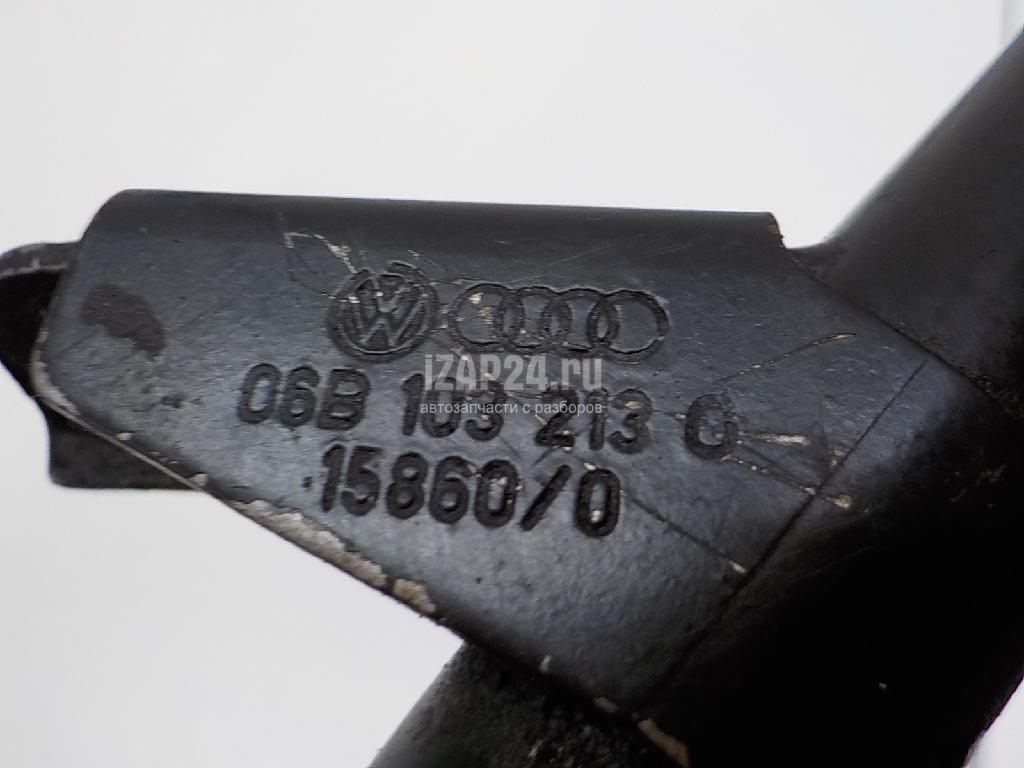 iZAP24.ru
06B 103 213 G
автозапчасти с разборов
15860/0